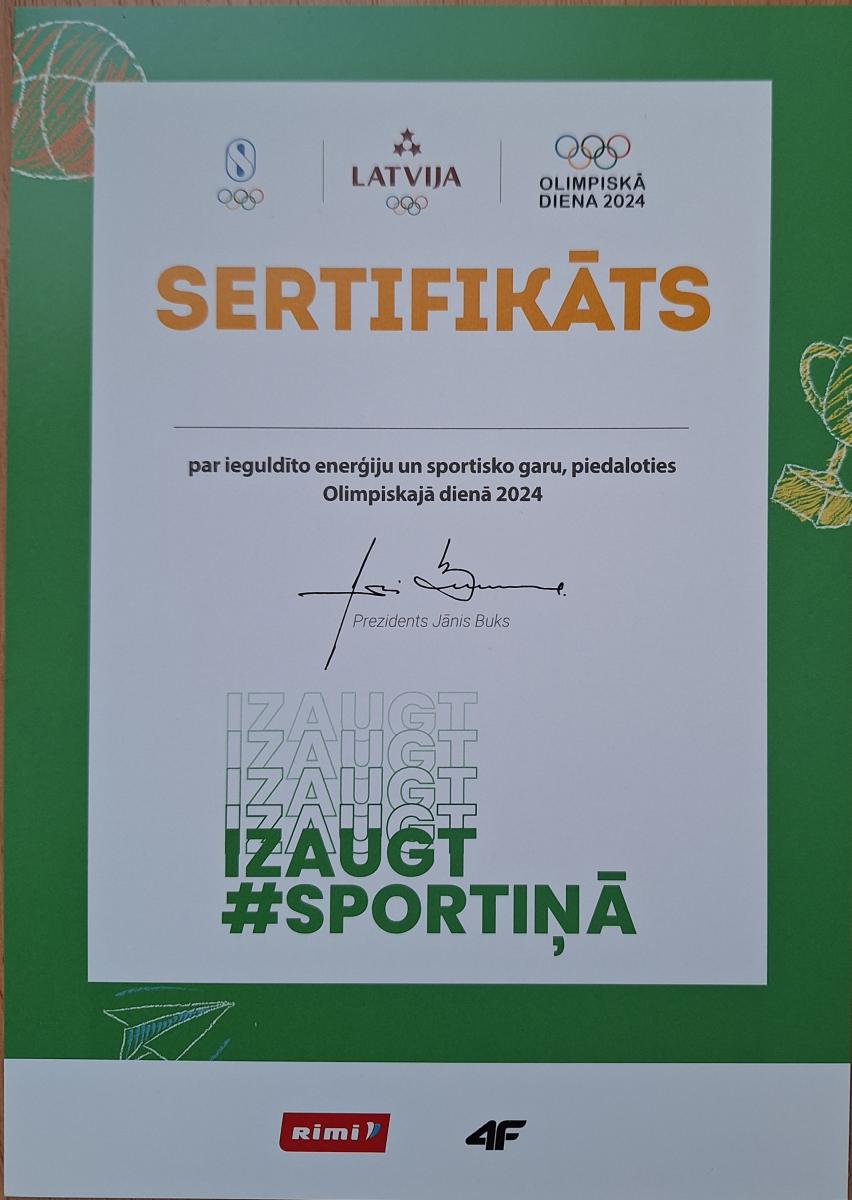 LATVIJA
OLIMPISKĀ
DIENA 2024
SERTIFIKĀTS
par ieguldīto enerģiju un sportisko garu, piedaloties
Olimpiskajā dienā 2024
Prezidents Jānis Buks
IZAUGT
IZAUGT
IZAUGT
IZAUGT
IZAUGT
#SPORTIŅĀ
Rimi
4F